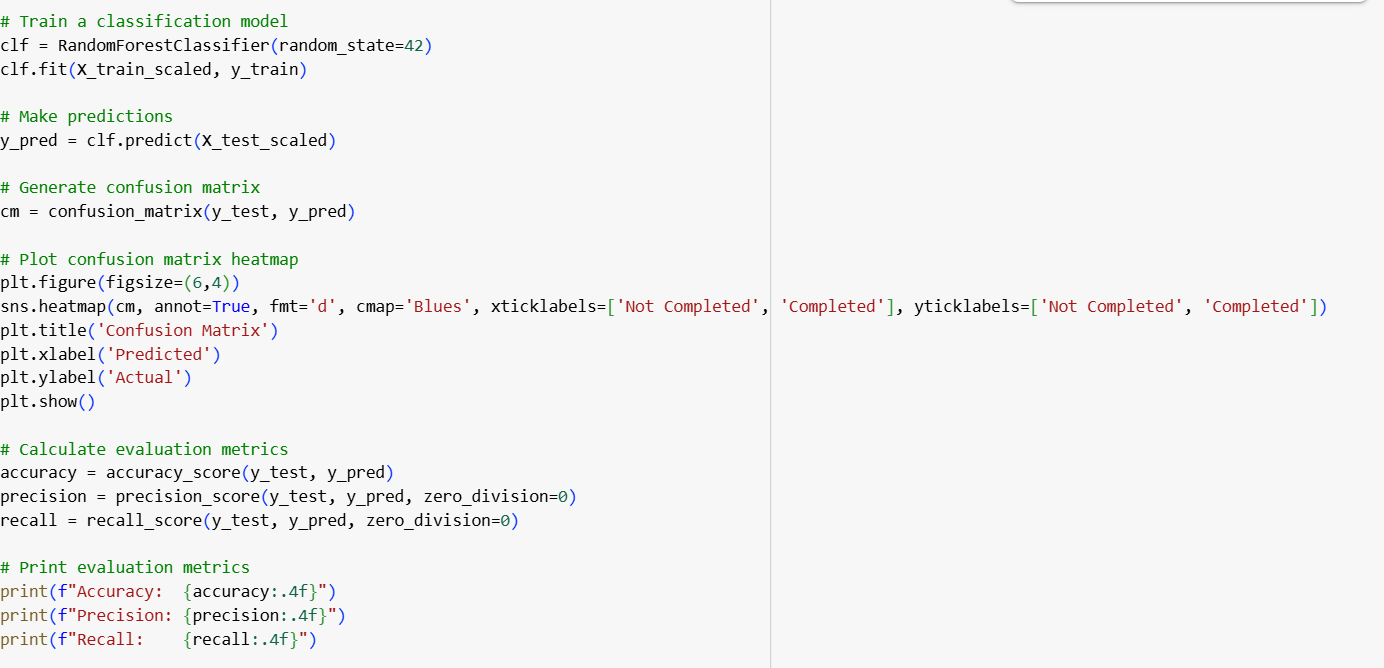 # Train a classification model
clf = RandomForestClassifier(random_state=42)
clf.fit(X_train_scaled, y_train)

# Make predictions
y_pred = clf.predict(X_test_scaled)

# Generate confusion matrix
cm = confusion_matrix(y_test, y_pred)

# Plot confusion matrix heatmap
plt.figure(figsize=(6,4))
sns.heatmap(cm, annot=True, fmt='d', cmap='Blues', xticklabels=['Not Completed', 'Completed'], yticklabels=['Not Completed', 'Completed'])
plt.title('Confusion Matrix')
plt.xlabel('Predicted')
plt.ylabel('Actual')
plt.show()

# Calculate evaluation metrics
accuracy = accuracy_score(y_test, y_pred)
precision = precision_score(y_test, y_pred, zero_division=0)
recall = recall_score(y_test, y_pred, zero_division=0)

# Print evaluation metrics
print(f"Accuracy:  {accuracy:.4f}")
print(f"Precision: {precision:.4f}")
print(f"Recall:    {recall:.4f}")